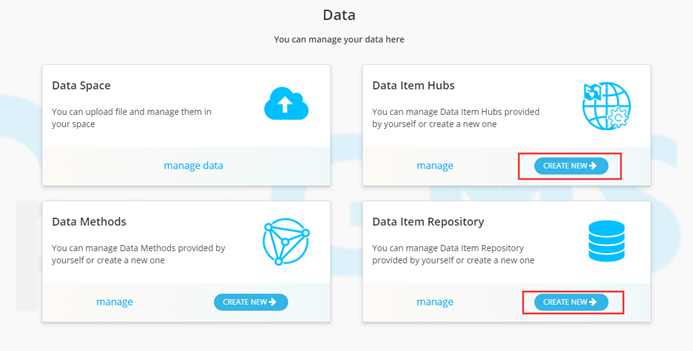 Data
You can manage your data here
Data Space
You can upload file and manage them in
your space
manage data
Data Item Hubs
You can manage Data Item Hubs provided
by yourself or create a new one
manage
CREATE NEW
Data Methods
You can manage Data Methods provided by
yourself or create a new one
manage
CREATE NEW
Data Item Repository
You can manage Data Item Repository
provided by yourself or create a new one
manage
CREATE NEW